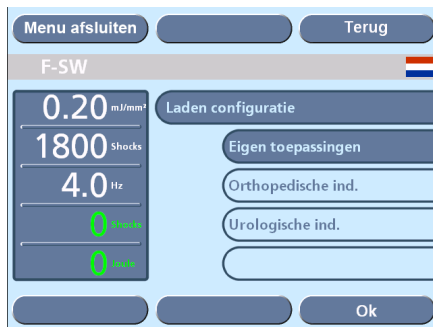 Menu afsluiten
Terug
F-SW
0.20 mJ/mm²
1800 Shocks
4.0 Hz
0 Shocks
0 Joule
Laden configuratie
Eigen toepassingen
Orthopedische ind.
Urologische ind.
Ok